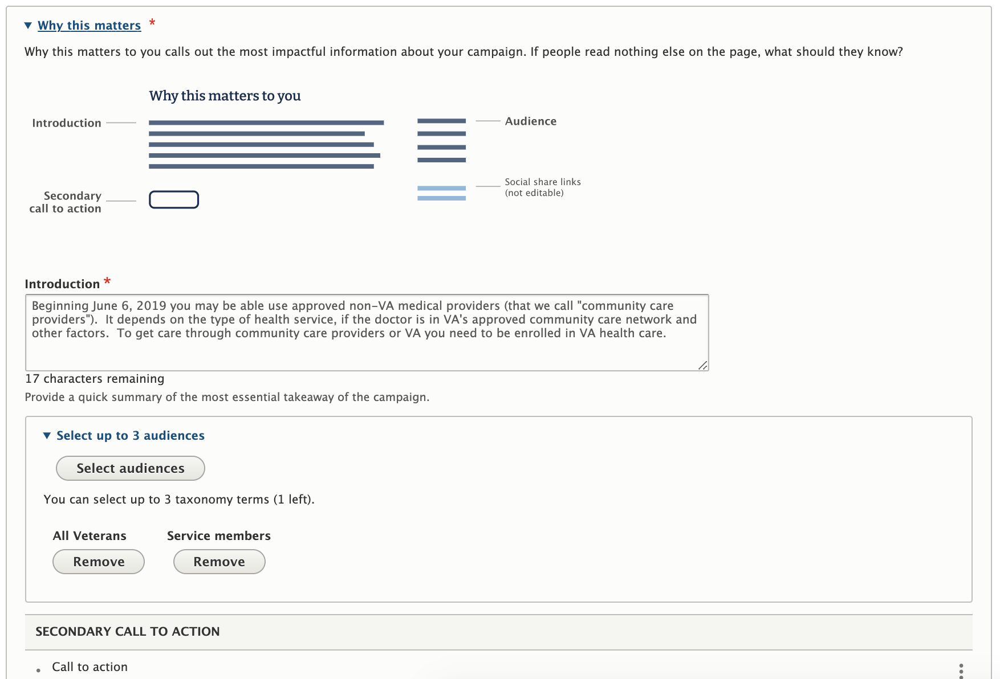 Why this matters *
Why this matters to you calls out the most impactful information about your campaign. If people read nothing else on the page, what should they know?
Why this matters to you
Introduction
Audience
Social share links
(not editable)
Secondary
call to action
Introduction *
Beginning June 6, 2019 you may be able use approved non-VA medical providers (that we call "community care
providers").  It depends on the type of health service, if the doctor is in VA's approved community care network and
other factors.  To get care through community care providers or VA you need to be enrolled in VA health care.
17 characters remaining
Provide a quick summary of the most essential takeaway of the campaign.
Select up to 3 audiences
Select audiences
You can select up to 3 taxonomy terms (1 left).
All Veterans
Service members
Remove
Remove
SECONDARY CALL TO ACTION
Call to action